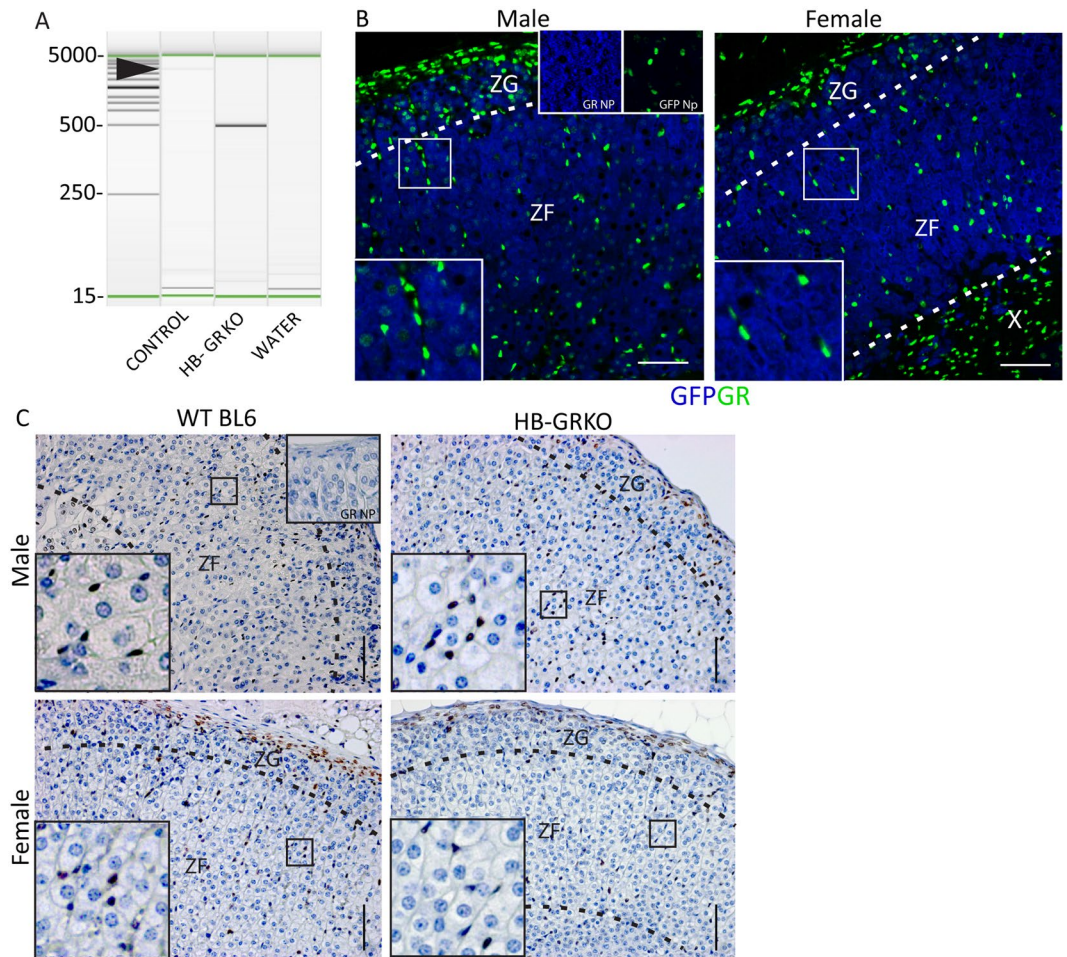 A
5000-
500-
250-
15-
CONTROL
HB- GRKO
WATER
B
Male
Female
ZG
GR NP
GFP Np
ZF
ZG
ZF
X
GFPGR
C
WT BL6
HB-GRKO
Male
GR NP
ZF
ZG
ZF
Female
ZG
ZF
ZG
ZF